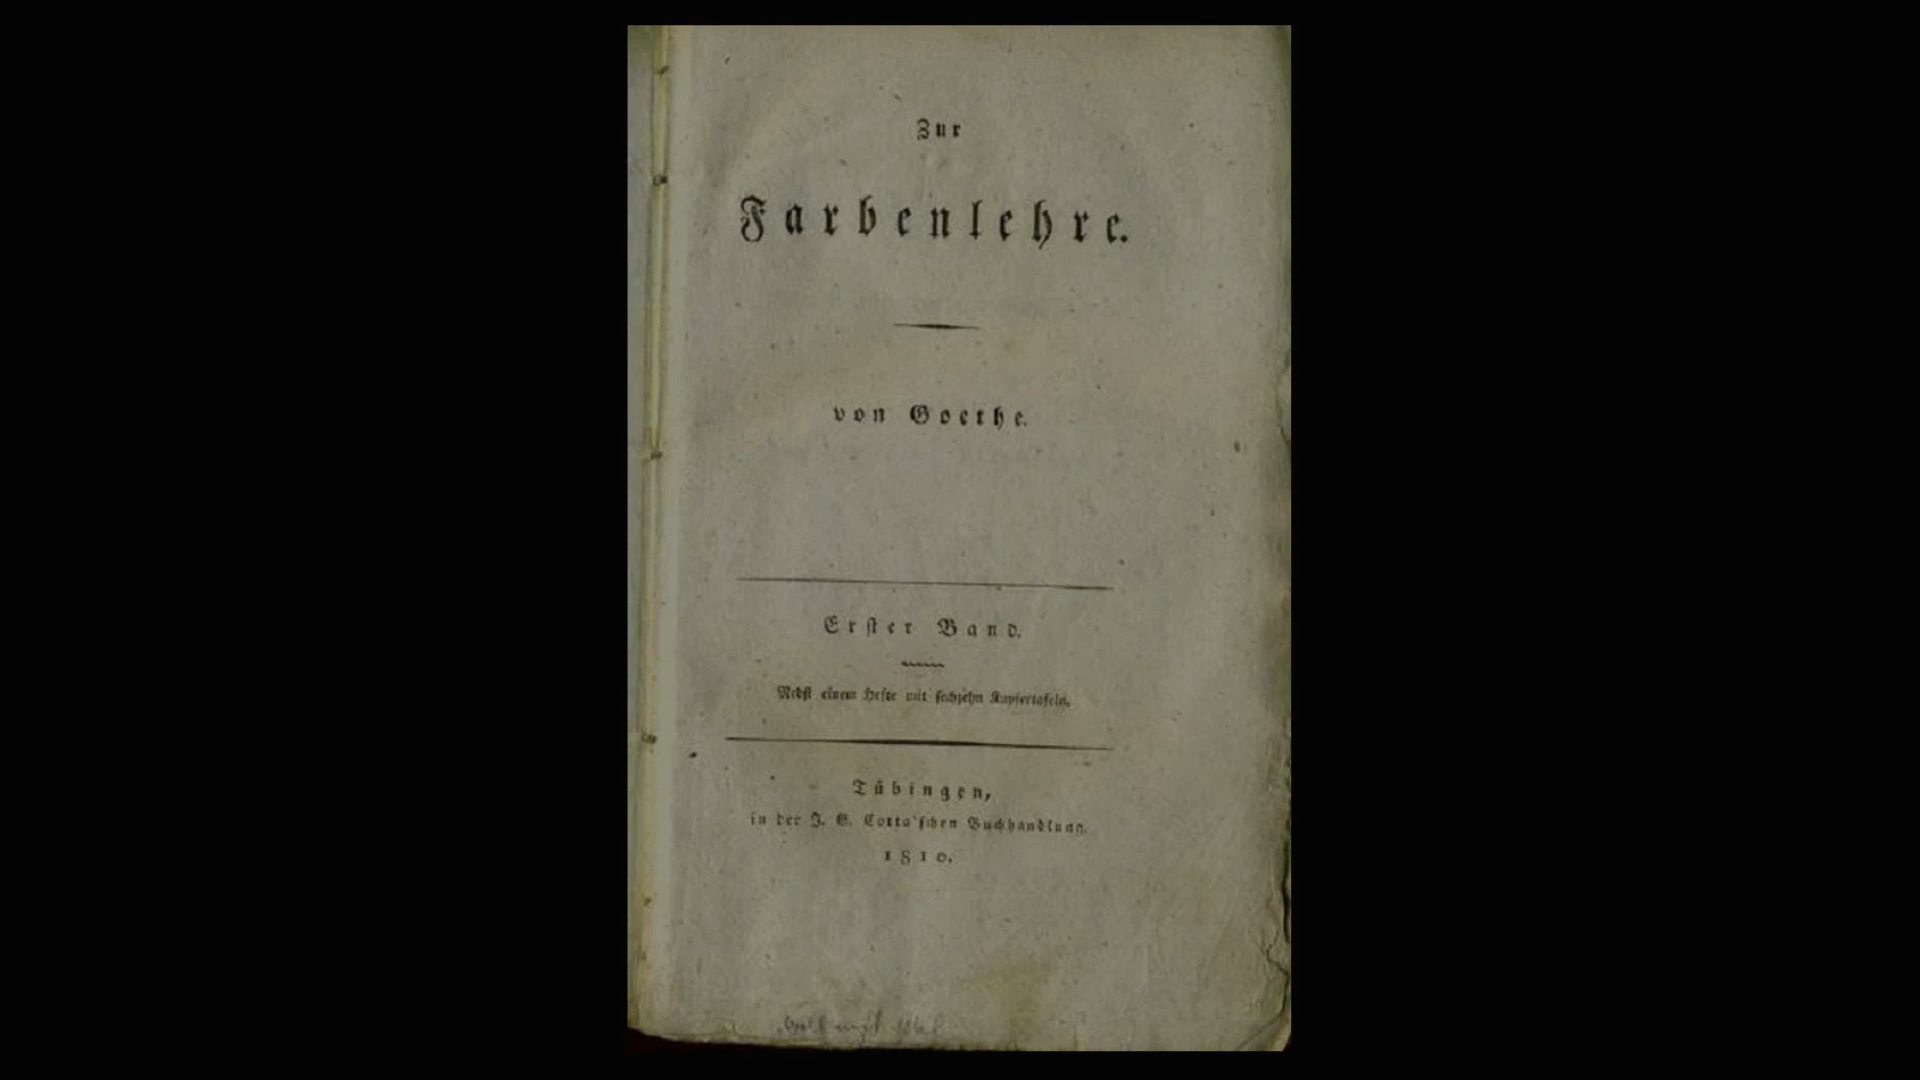 Zur
Farbenlehre.
von Goethe.
Erster Band.
Nebst einem Hefte mit sechzehn Kupfertafeln.
Tübingen,
in der J. G. Cotta'schen Buchhandlung.
1810.